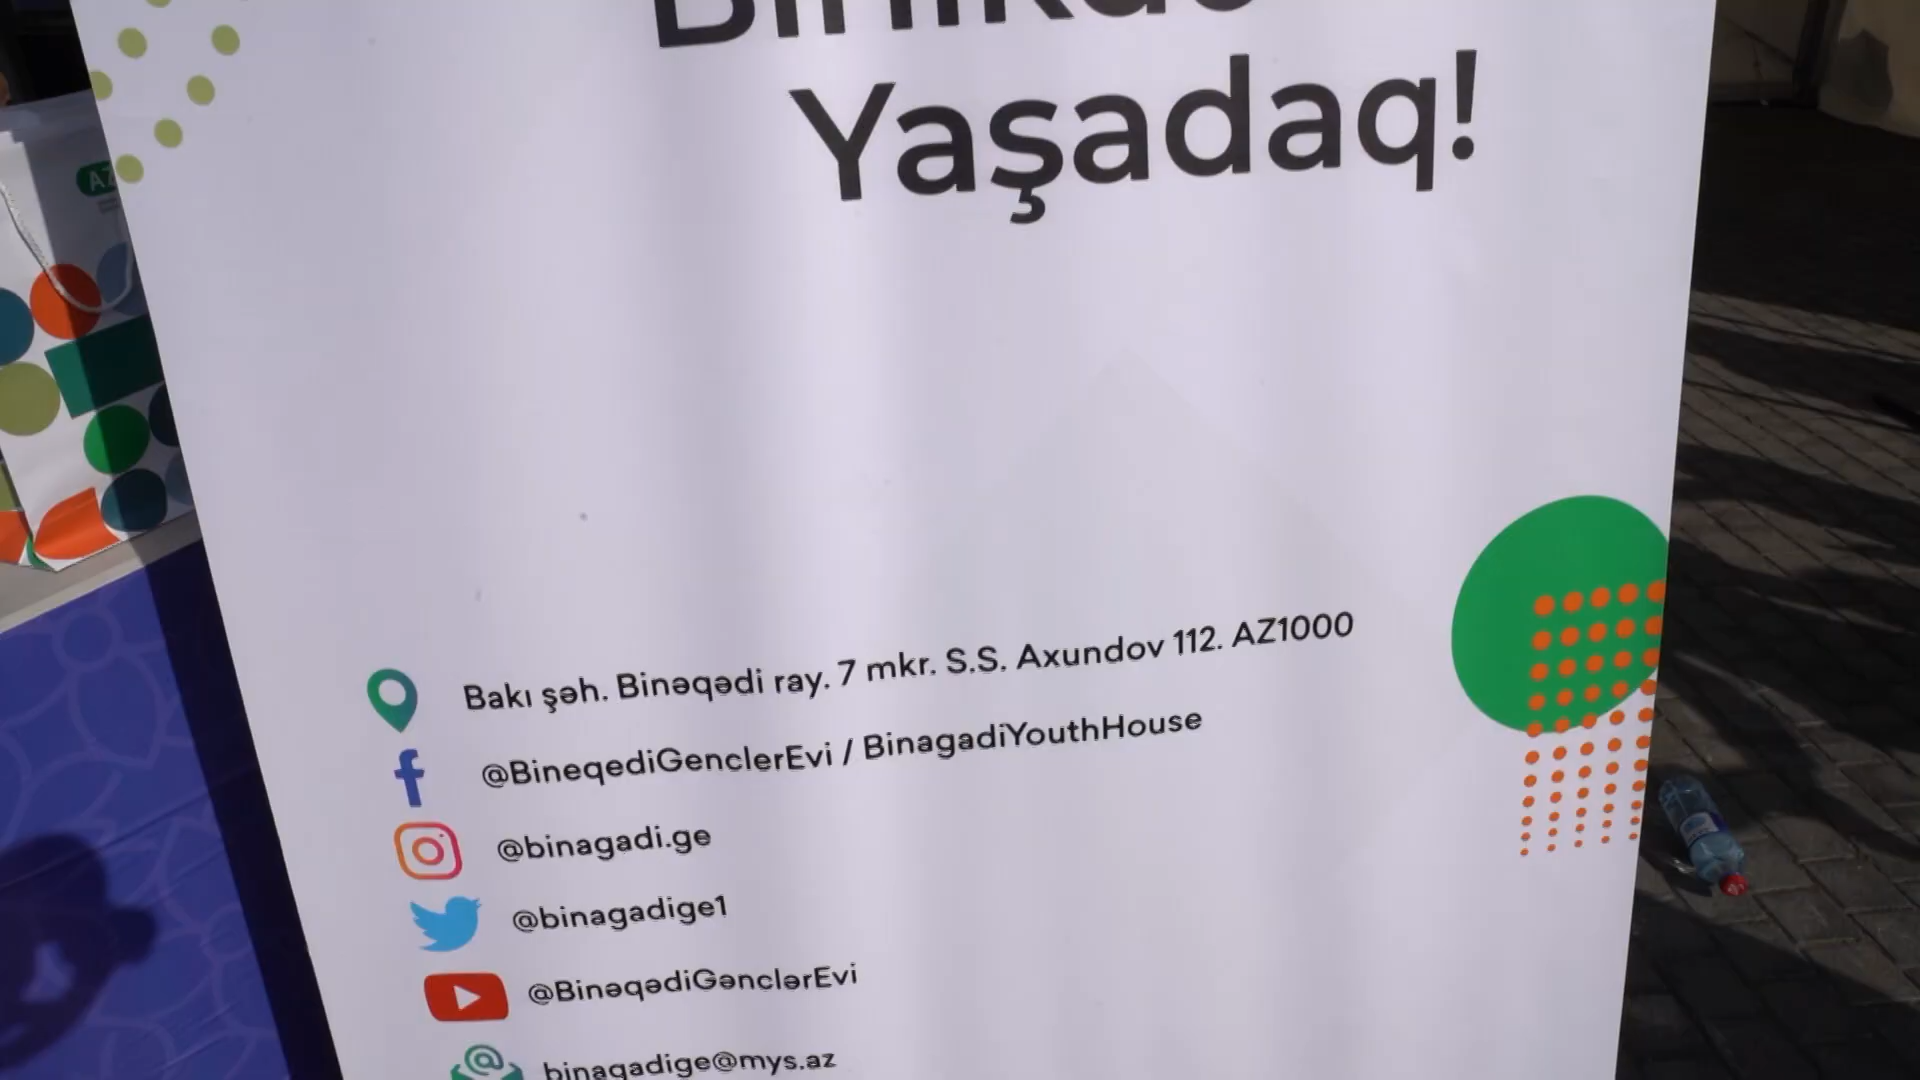 Yaşadaq!
AZ
Bakı şəh. Binəqədi ray. 7 mkr. S.S. Axundov 112. AZ1000
@BineqediGenclerEvi / BinagadiYouthHouse
@binagadi.ge
@binagadige1
@BinəqədiGənclərEvi
binagadige@mys.az